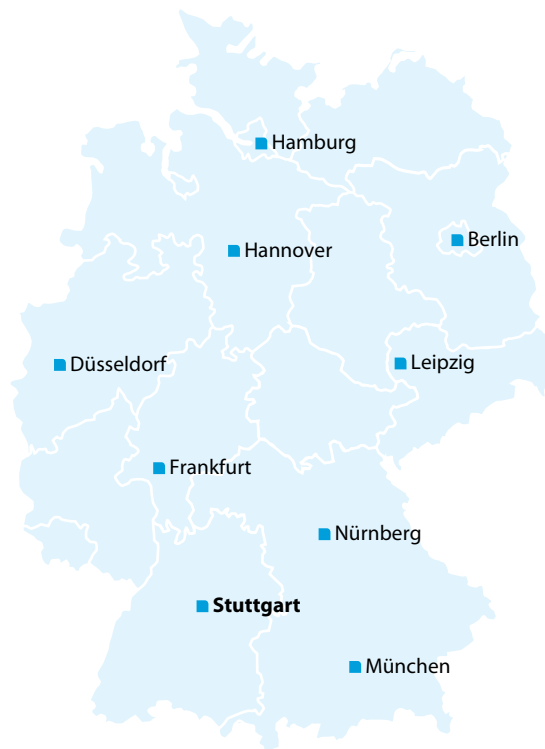 Hamburg
Berlin
Hannover
Düsseldorf
Leipzig
Frankfurt
Nürnberg
Stuttgart
München